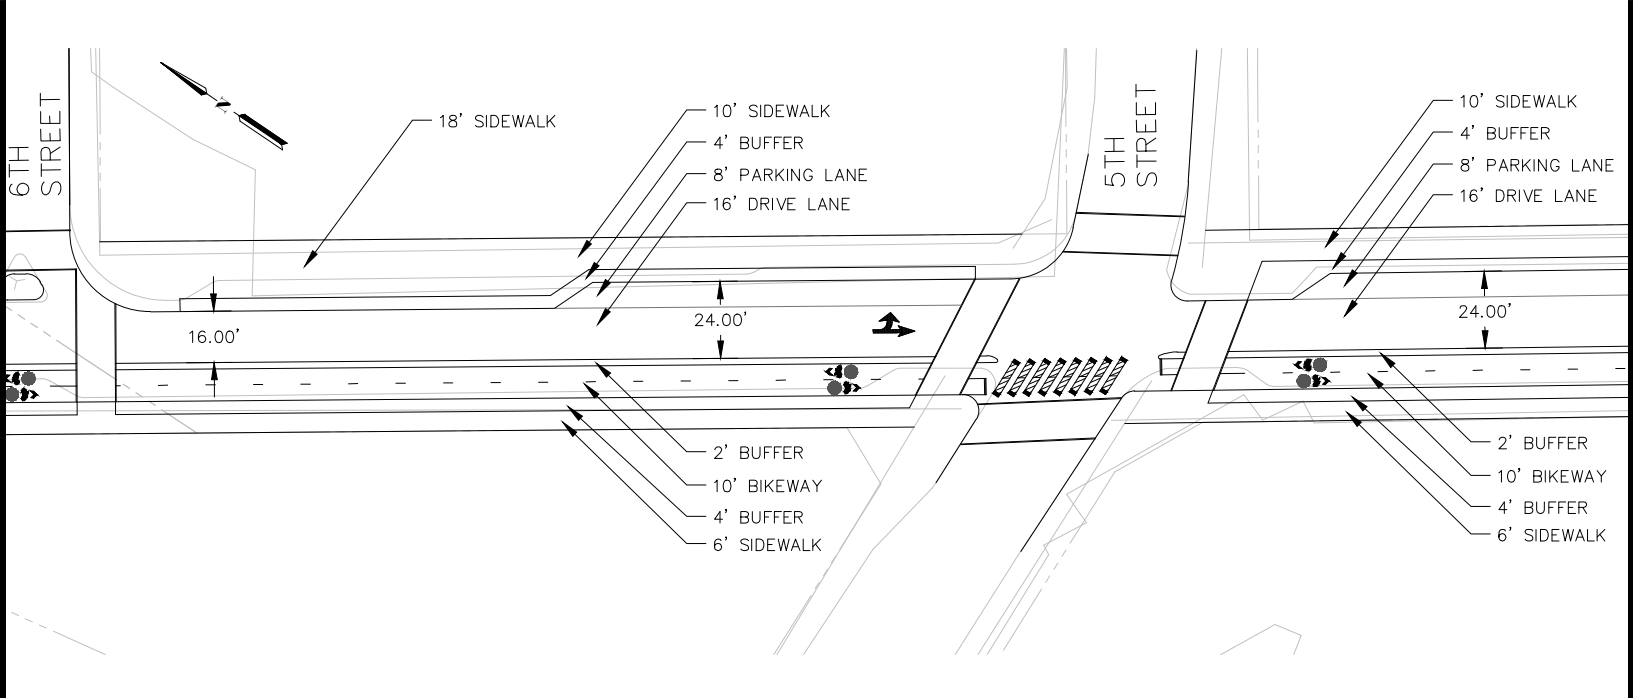 6TH
STREET
N
18' SIDEWALK
10' SIDEWALK
4' BUFFER
8' PARKING LANE
16' DRIVE LANE
5TH
STREET
10' SIDEWALK
4' BUFFER
8' PARKING LANE
16' DRIVE LANE
16.00'
24.00'
24.00'
2' BUFFER
10' BIKEWAY
4' BUFFER
6' SIDEWALK
2' BUFFER
10' BIKEWAY
4' BUFFER
6' SIDEWALK